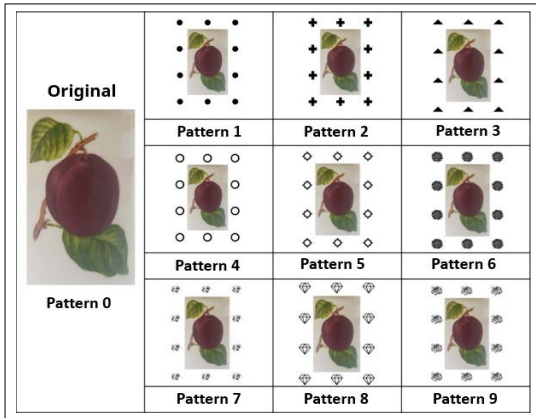 Original
Pattern 0
Pattern 1
Pattern 2
Pattern 3
Pattern 4
Pattern 5
Pattern 6
Pattern 7
Pattern 8
Pattern 9